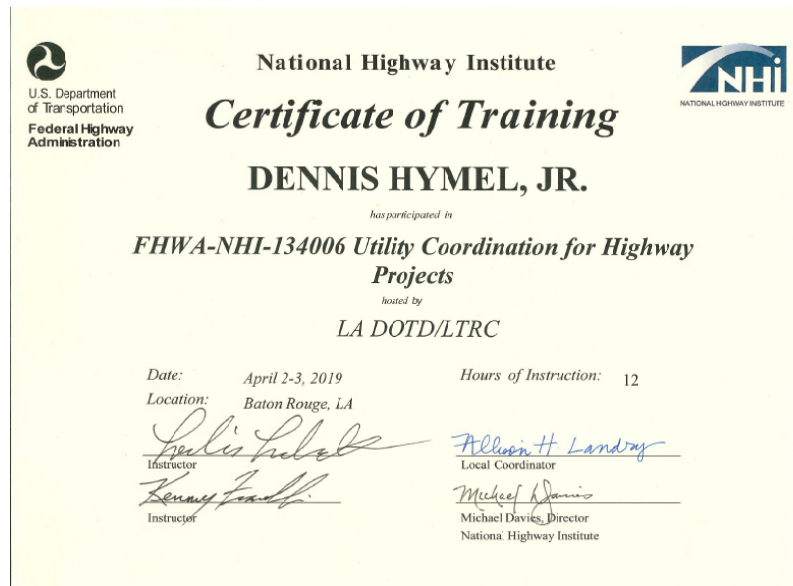 U.S. Department
of Transportation
Federal Highway
Administration
National Highway Institute
NHI
NATIONAL HIGHWAY INSTITUTE
Certificate of Training
DENNIS HYMEL, JR.
has participated in
FHWA-NHI-134006 Utility Coordination for Highway
Projects
hosted by
LA DOTD/LTRC
Date: April 2-3, 2019
Location: Baton Rouge, LA
Hours of Instruction: 12
Instructor
Kenny
Instructor
Allison H Landry
Local Coordinator
Michael Davies
Michael Davies, Director
National Highway Institute